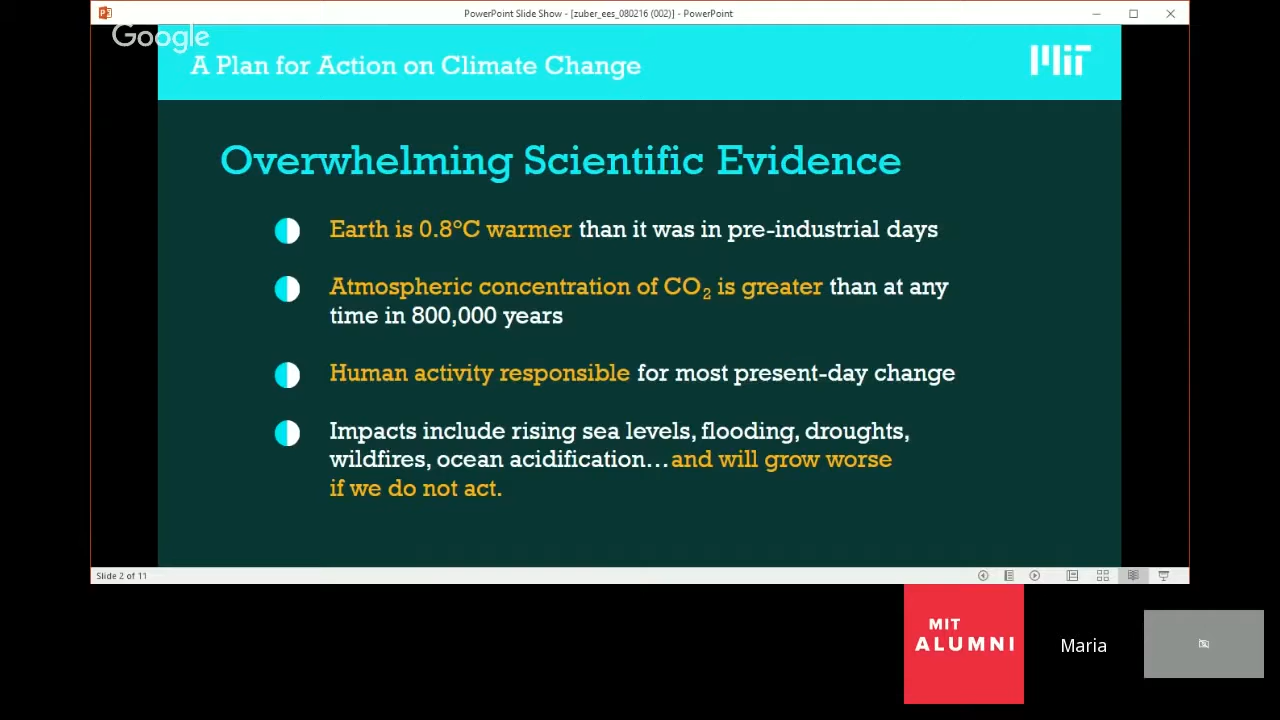 PowerPoint Slide Show - [zuber_ees_080216 (002)] - PowerPoint
Google
A Plan for Action on Climate Change
MIT
Overwhelming Scientific Evidence
Earth is 0.8°C warmer than it was in pre-industrial days
Atmospheric concentration of CO₂ is greater than at any
time in 800,000 years
Human activity responsible for most present-day change
Impacts include rising sea levels, flooding, droughts,
wildfires, ocean acidification...and will grow worse
if we do not act.
Slide 2 of 11
MIT
ALUMNI
Maria